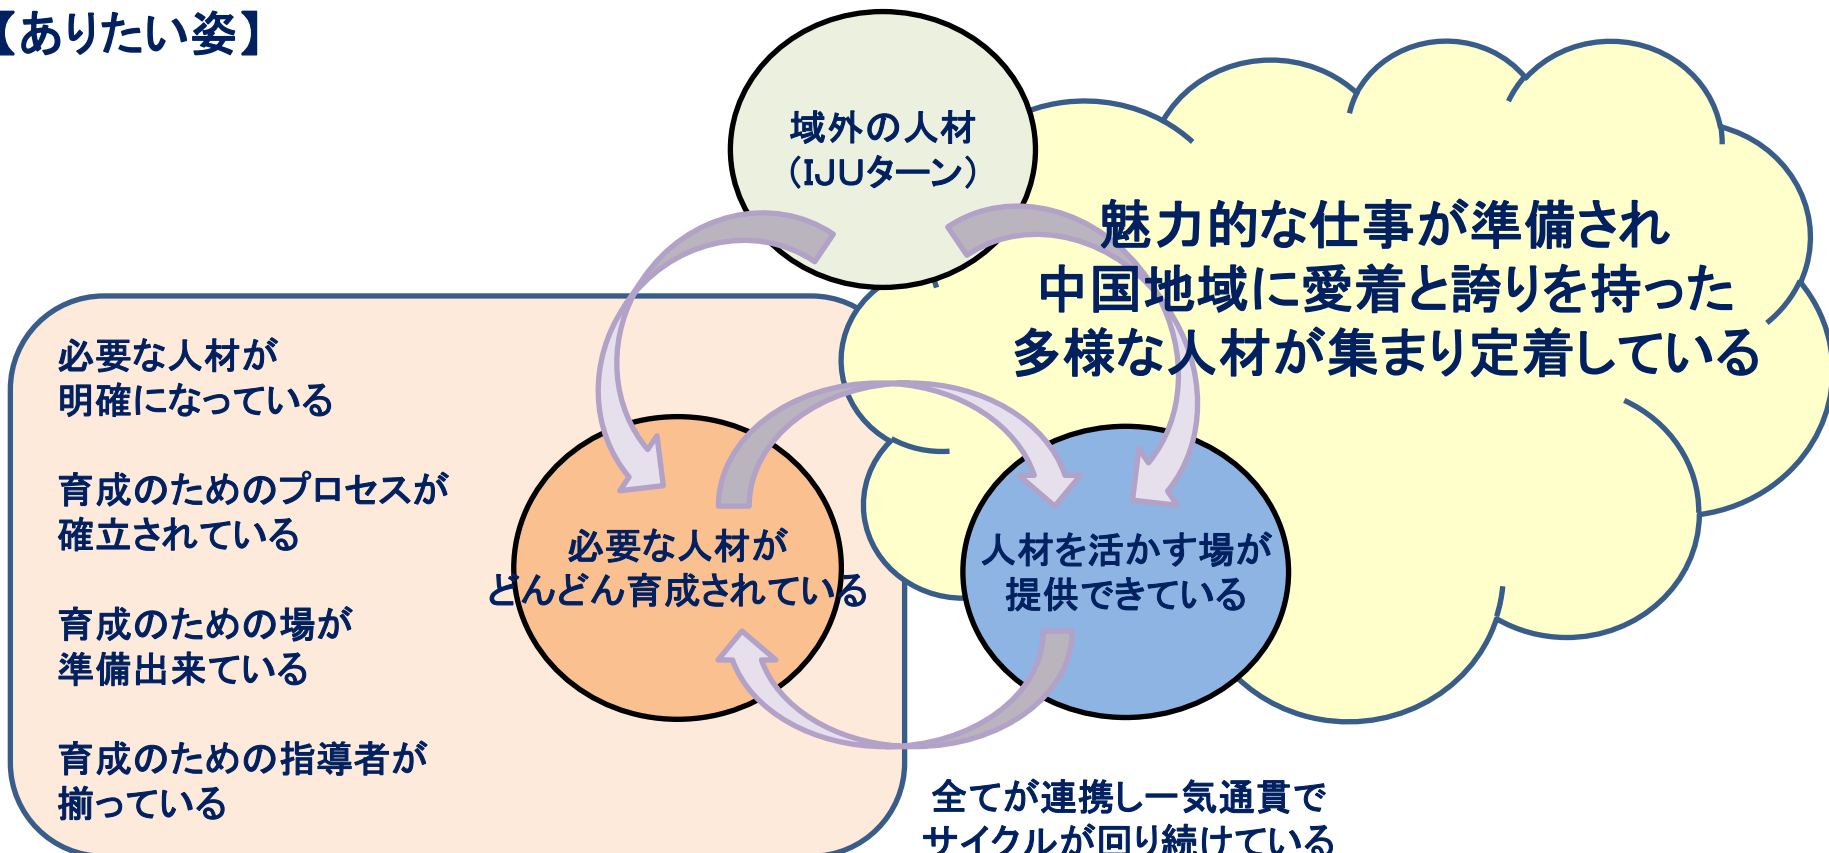 【ありたい姿】
域外の人材
（IJUターン）
魅力的な仕事が準備され
中国地域に愛着と誇りを持った
多様な人材が集まり定着している
必要な人材が
明確になっている
育成のためのプロセスが
確立されている
育成のための場が
準備出来ている
育成のための指導者が
揃っている
必要な人材が
どんどん育成されている
人材を活かす場が
提供できている
全てが連携し一気通貫で
サイクルが回り続けている